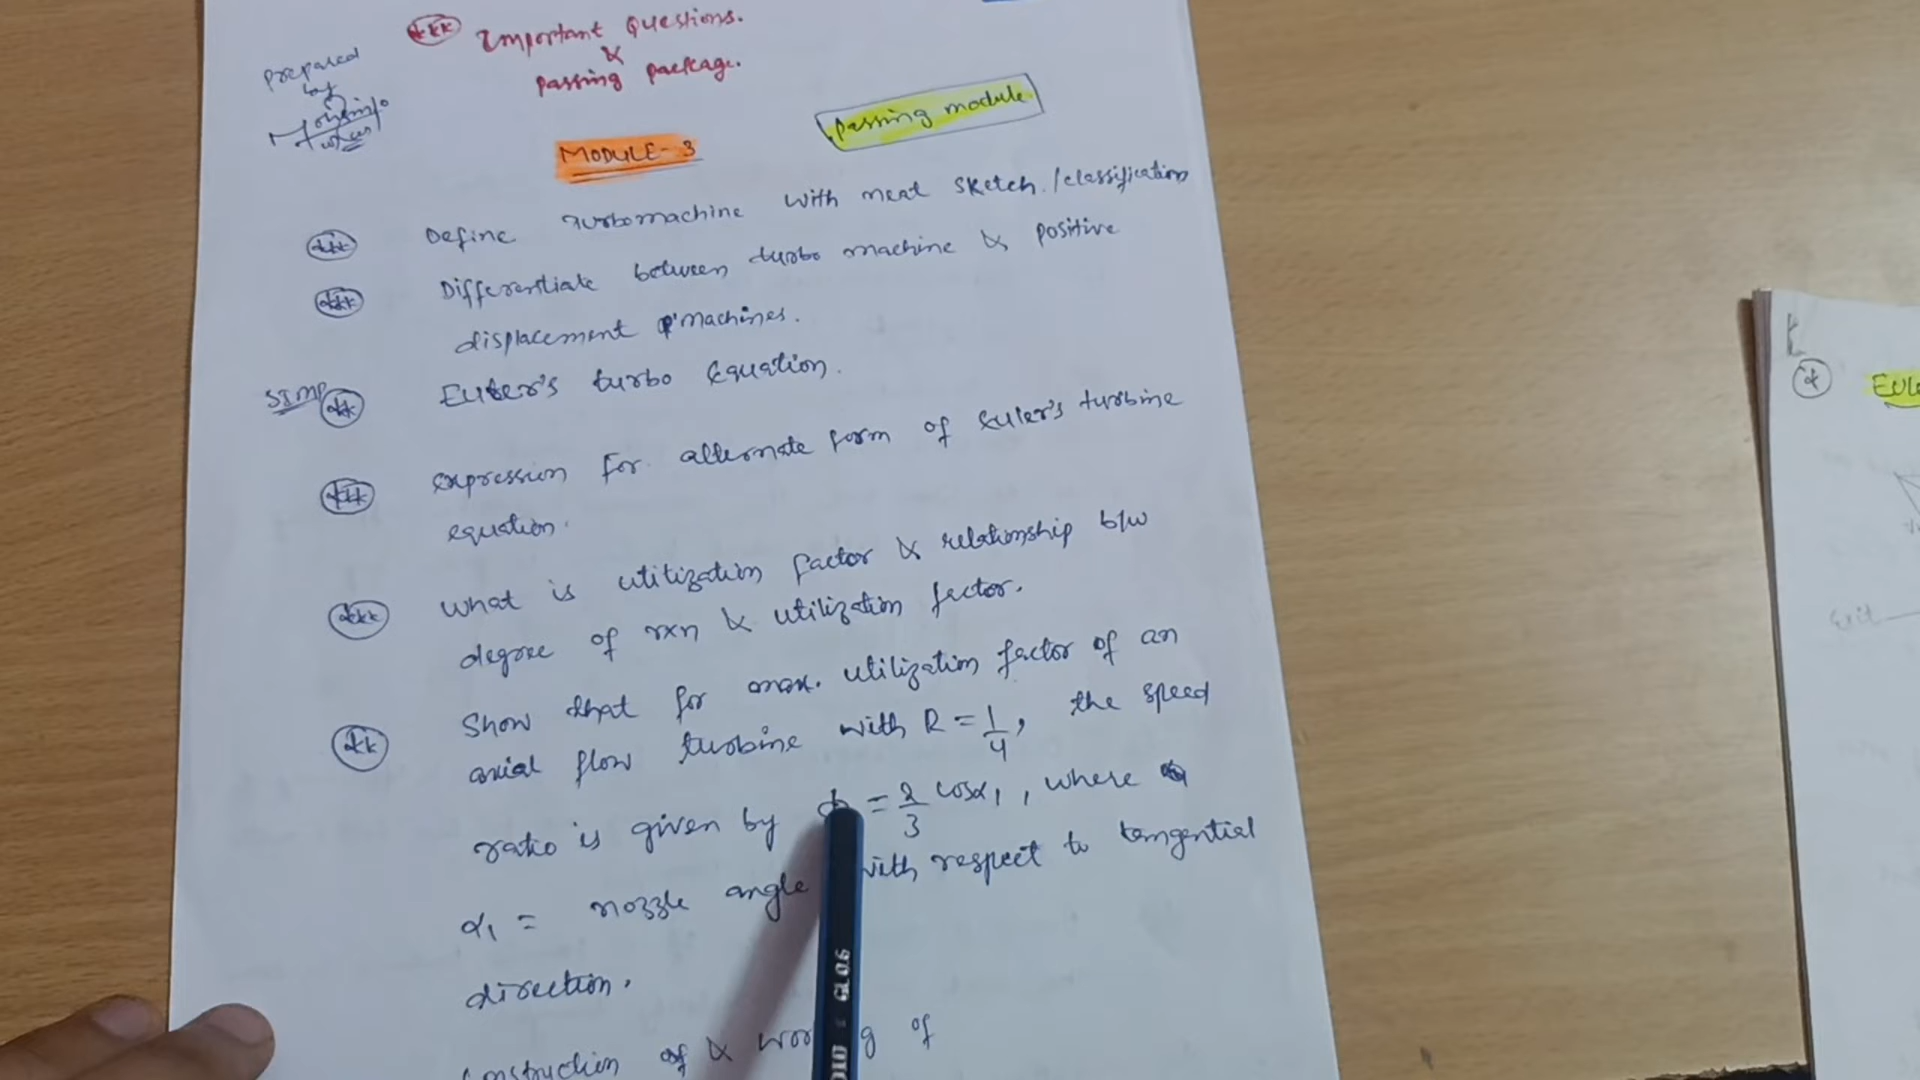 *** Important Questions.
&
passing package.
prepared
by
passing module
MODULE-3
*** Define turbomachine with neat sketch./classification
*** Differentiate between turbo machine & positive
displacement machines.
SIMP ** Euler's turbo Equation.
*** expression for alternate form of Euler's turbine
equation.
*** What is utilization factor & relationship b/w
degree of rxn & utilization factor.
** Show that for max. utilization factor of an
axial flow turbine with R = 1/4, the speed
ratio is given by ϕ = 2/3 cosα1, where
α1 = nozzle angle with respect to tangential
direction.
& of
Exit